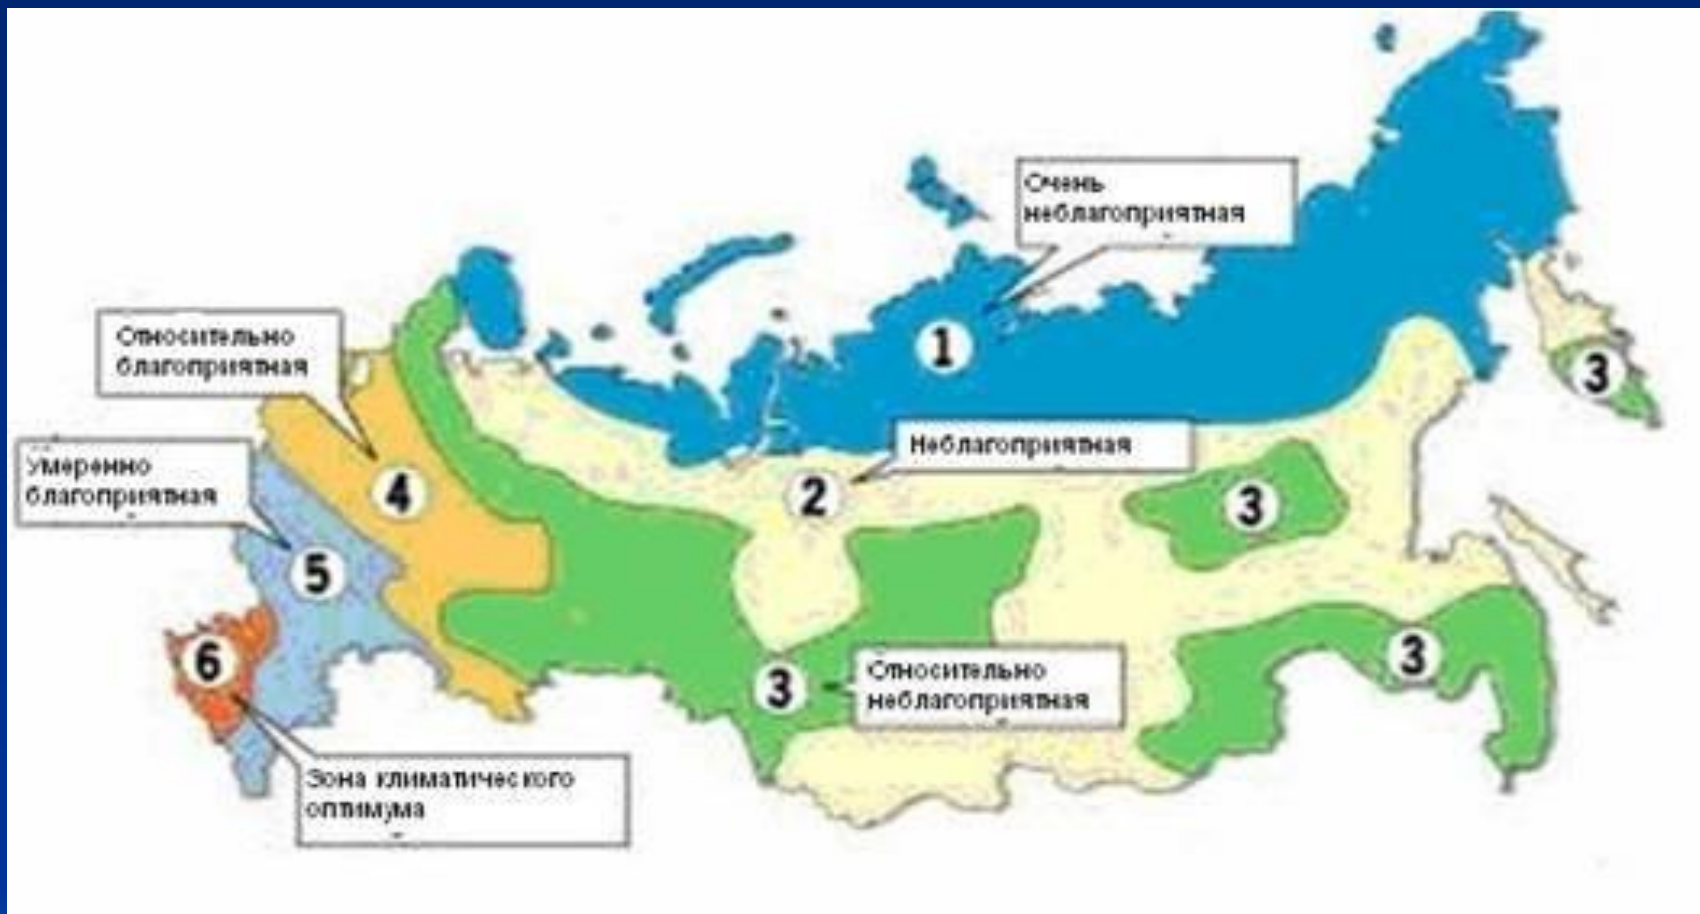 Очень
неблагоприятная
Относительно
благоприятная
1
3
Умеренно
благоприятная
Неблагоприятная
4
2
3
5
6
3
Относительно
неблагоприятная
3
Зона климатического
оптимума